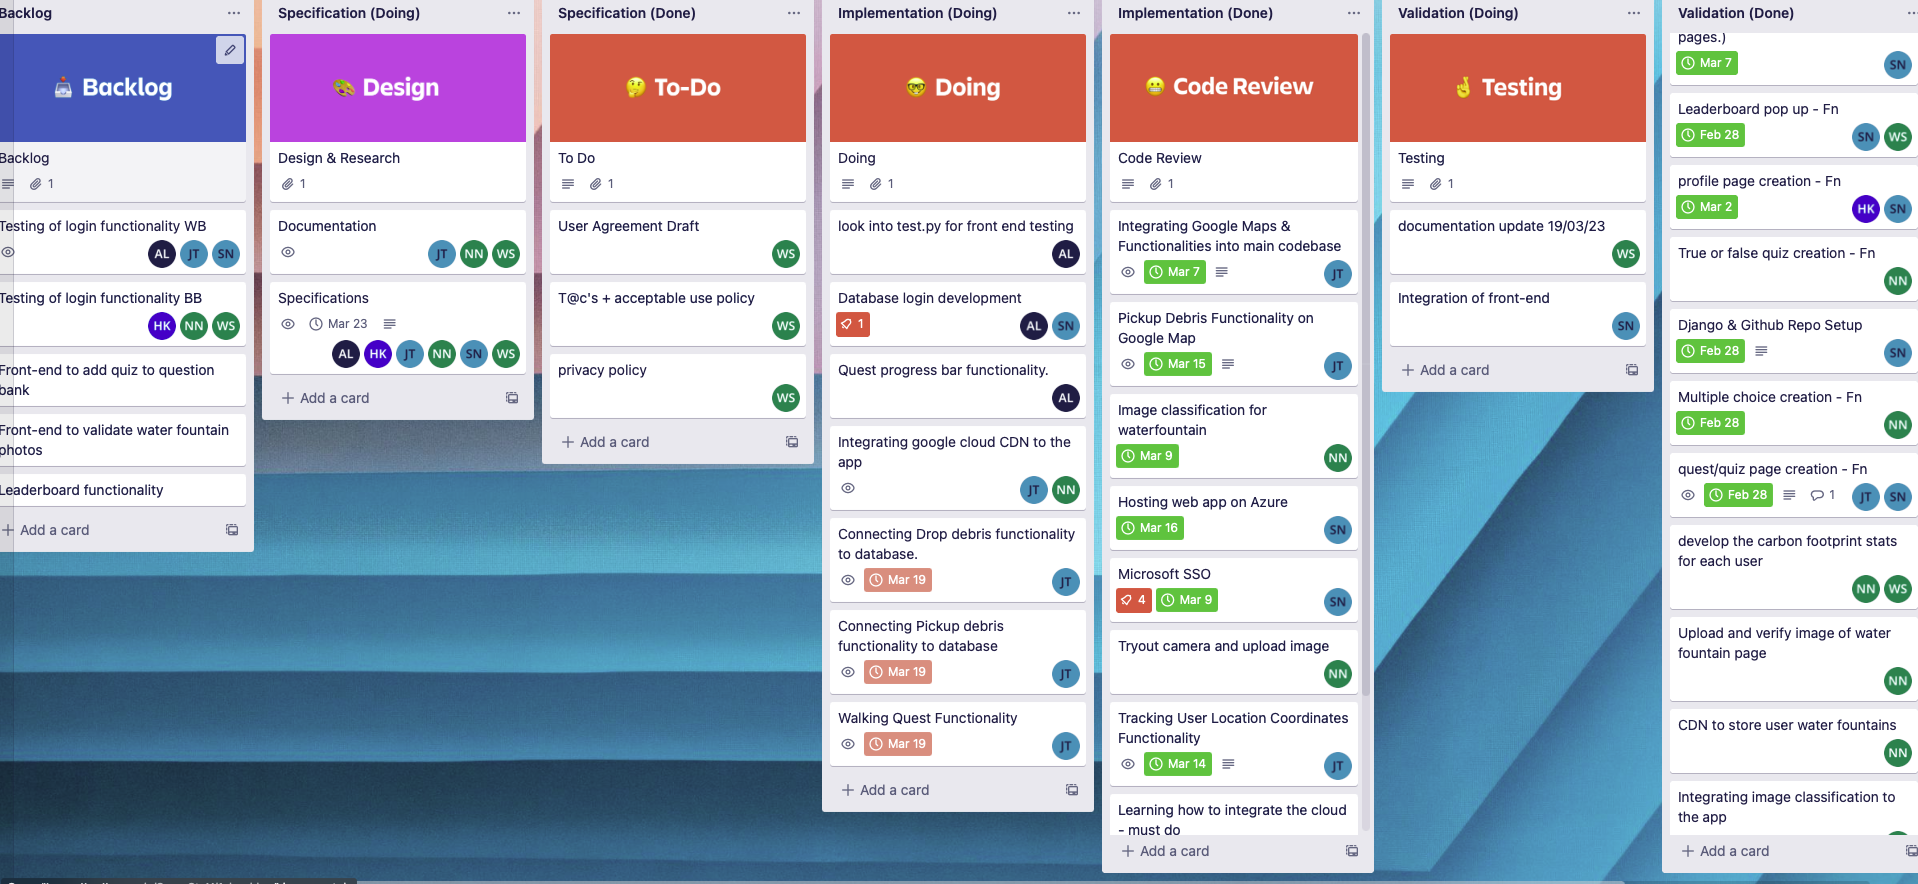 Backlog
Backlog
Backlog
1
Testing of login functionality WB
AL JT SN
Testing of login functionality BB
HK NN WS
Front-end to add quiz to question
bank
Front-end to validate water fountain
photos
Leaderboard functionality
+ Add a card
Specification (Doing)
Design
Design & Research
1
Documentation
JT NN WS
Specifications
Mar 23
AL HK JT NN SN WS
+ Add a card
Specification (Done)
To-Do
To Do
1
User Agreement Draft
WS
T@c's + acceptable use policy
WS
privacy policy
WS
+ Add a card
Implementation (Doing)
Doing
Doing
1
look into test.py for front end testing
AL
Database login development
1
AL SN
Quest progress bar functionality.
AL
Integrating google cloud CDN to the
app
JT NN
Connecting Drop debris functionality
to database.
Mar 19
JT
Connecting Pickup debris
functionality to database
Mar 19
JT
Walking Quest Functionality
Mar 19
JT
+ Add a card
Implementation (Done)
Code Review
Code Review
1
Integrating Google Maps &
Functionalities into main codebase
Mar 7
JT
Pickup Debris Functionality on
Google Map
Mar 15
JT
Image classification for
waterfountain
Mar 9
NN
Hosting web app on Azure
Mar 16
SN
Microsoft SSO
4 Mar 9
SN
Tryout camera and upload image
NN
Tracking User Location Coordinates
Functionality
Mar 14
JT
Learning how to integrate the cloud
- must do
+ Add a card
Validation (Doing)
Testing
Testing
1
documentation update 19/03/23
WS
Integration of front-end
SN
+ Add a card
Validation (Done)
pages.)
Mar 7
SN
Leaderboard pop up - Fn
Feb 28
SN WS
profile page creation - Fn
Mar 2
HK SN
True or false quiz creation - Fn
NN
Django & Github Repo Setup
Feb 28
SN
Multiple choice creation - Fn
Feb 28
NN
quest/quiz page creation - Fn
Feb 28 1
JT SN
develop the carbon footprint stats
for each user
NN WS
Upload and verify image of water
fountain page
NN
CDN to store user water fountains
NN
Integrating image classification to
the app
+ Add a card